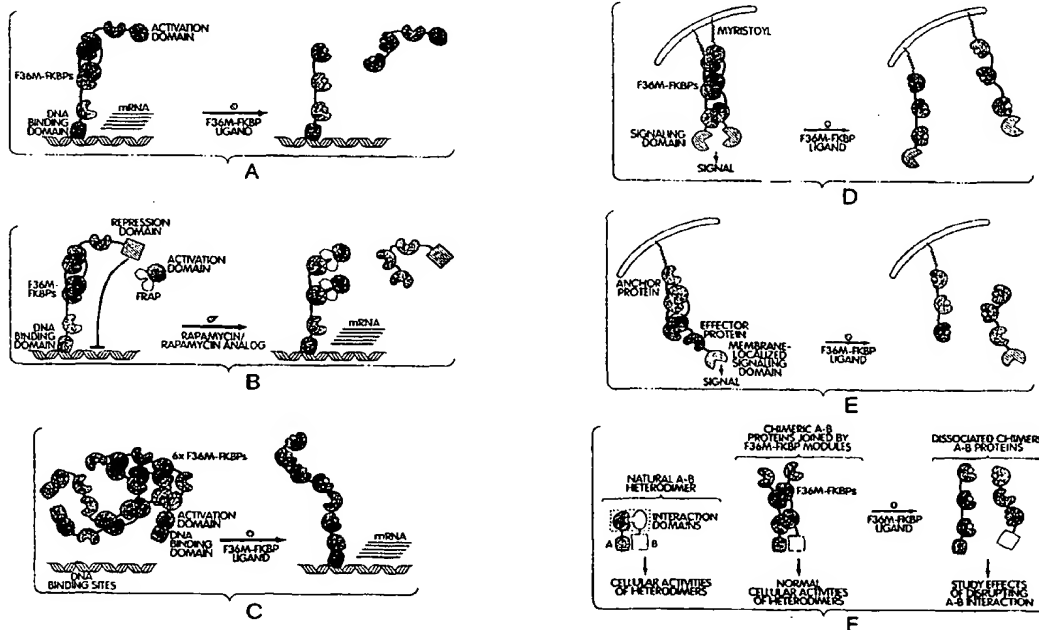 ACTIVATION
DOMAIN
F36M-FKBPs
DNA
BINDING
DOMAIN
mRNA
F36M-FKBP
LIGAND
A
REPRESSION
DOMAIN
ACTIVATION
DOMAIN
F36M-
FKBPs
FRAP
DNA
BINDING
DOMAIN
RAPAMYCIN/
RAPAMYCIN ANALOG
mRNA
B
6x F36M-FKBPs
ACTIVATION
DOMAIN
DNA
BINDING
DOMAIN
F36M-FKBP
LIGAND
mRNA
DNA
BINDING SITES
C
MYRISTOYL
F36M-FKBPs
SIGNALING
DOMAIN
SIGNAL
F36M-FKBP
LIGAND
D
ANCHOR
PROTEIN
EFFECTOR
PROTEIN
MEMBRANE-
LOCALIZED
SIGNALING
DOMAIN
SIGNAL
F36M-FKBP
LIGAND
E
NATURAL A-B
HETERODIMER
INTERACTION
DOMAINS
A
B
CELLULAR ACTIVITIES
OF HETERODIMERS
CHIMERIC A-B
PROTEINS JOINED BY
F36M-FKBP MODULES
F36M-FKBPs
NORMAL
CELLULAR ACTIVITIES
OF HETERODIMERS
F36M-FKBP
LIGAND
DISSOCIATED CHIMERIC
A-B PROTEINS
STUDY EFFECTS
OF DISRUPTING
A-B INTERACTION
F